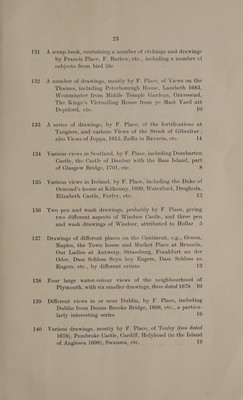 23
131 A scrap-book, containing a number of etchings and drawings
by Francis Place, F. Barlow, etc., including a number of
subjects from bird life
132 A number of drawings, mostly by F. Place, of Views on the
Thames, including Peterborough House, Lambeth 1683,
Westminster from Middle Temple Gardens, Gravesend,
The Kinge's Victualling House from ye Mast Yard att
Deptford, etc. 10
133 A series of drawings, by F. Place, of the fortifications at
Tangiers, and various Views of the Strait of Gibraltar;
also Views of Joppa, 1645, Zaffia in Barseria, etc. 14
134 Various views in Scotland, by F. Place, including Dumbarton
Castle, the Castle of Dunbar with the Bass Island, part
of Glasgow Bridge, 1701, etc. 8
135 Various views in Ireland, by F. Place, including the Duke of
Ormond's house at Kilkenny, 1699, Waterford, Drogheda,
Elizabeth Castle, Farfey, etc. 13
136 Two pen and wash drawings, probably by F. Place, giving
two different aspects of Windsor Castle, and three pen
and wash drawings of Windsor, attributed to Hollar 5
137 Drawings of different places on the Continent, e.g., Genoa,
Naples, the Town house and Market Place at Brussels,
Our Ladies at Antwerp, Strassburg, Frankfurt an der
Oder, Dass Schloss Seyn bey Engers, Dass Schloss zu
Engers, etc., by different artists 13
138 Four large water-colour views of the neighbourhood of
Plymouth, with six smaller drawings, three dated 1678 10
139 Different views in or near Dublin, by F. Place, including
Dublin from Donns Brooks Bridge, 1698, etc., a particu-
larly interesting series 16
140 Various drawings, mostly by F. Place, of Tenby (two dated
1678), Pembroke Castle, Cardiff, Holyhead (in the Island
of Anglesea 1699), Swansea, etc. 19